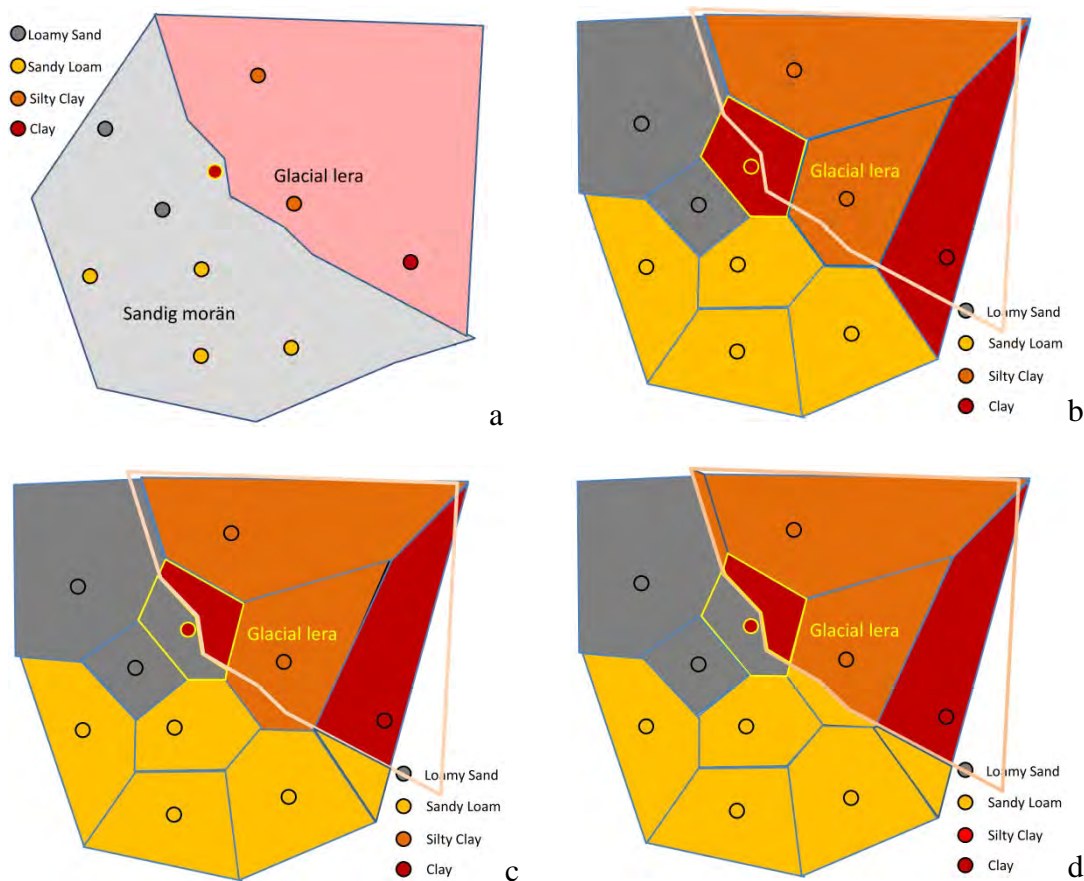 Loamy Sand
Sandy Loam
Silty Clay
Clay
Glacial lera
Sandig morän
a
Glacial lera
Loamy Sand
Sandy Loam
Silty Clay
Clay
b
Glacial lera
Loamy Sand
Sandy Loam
Silty Clay
Clay
c
Glacial lera
Loamy Sand
Sandy Loam
Silty Clay
Clay
d